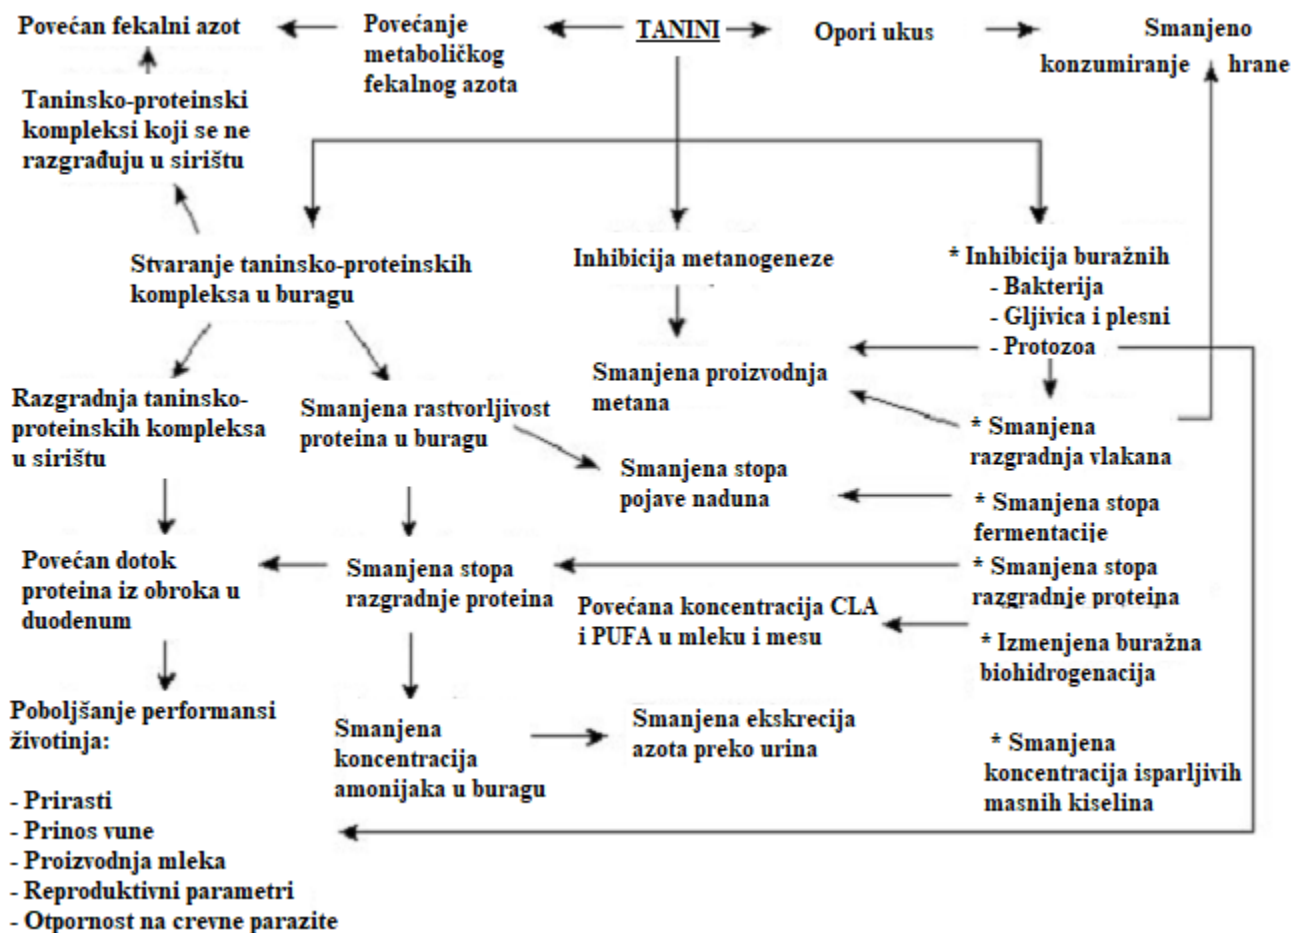 Povećan fekalni azot
Povećanje
metaboličkog
fekalnog azota
TANINI
Opori ukus
Smanjeno
konzumiranje hrane
Taninsko-proteinski
kompleksi koji se ne
razgrađuju u sirištu
Stvaranje taninsko-proteinskih
kompleksa u buragu
Inhibicija metanogeneze
* Inhibicija buražnih
- Bakterija
- Gljivica i plesni
- Protozoa
Razgradnja taninsko-
proteinskih kompleksa
u sirištu
Smanjena rastvorljivost
proteina u buragu
Smanjena proizvodnja
metana
* Smanjena
razgradnja vlakana
Smanjena stopa
pojave naduna
* Smanjena stopa
fermentacije
Povećan dotok
proteina iz obroka u
duodenum
Smanjena stopa
razgradnje proteina
* Smanjena stopa
razgradnje proteina
Povećana koncentracija CLA
i PUFA u mleku i mesu
* Izmenjena buražna
biohidrogenacija
Poboljšanje performansi
životinja:
- Prirasti
- Prinos vune
- Proizvodnja mleka
- Reproduktivni parametri
- Otpornost na crevne parazite
Smanjena
koncentracija
amonijaka u buragu
Smanjena ekskrecija
azota preko urina
* Smanjena
koncentracija isparljivih
masnih kiselina